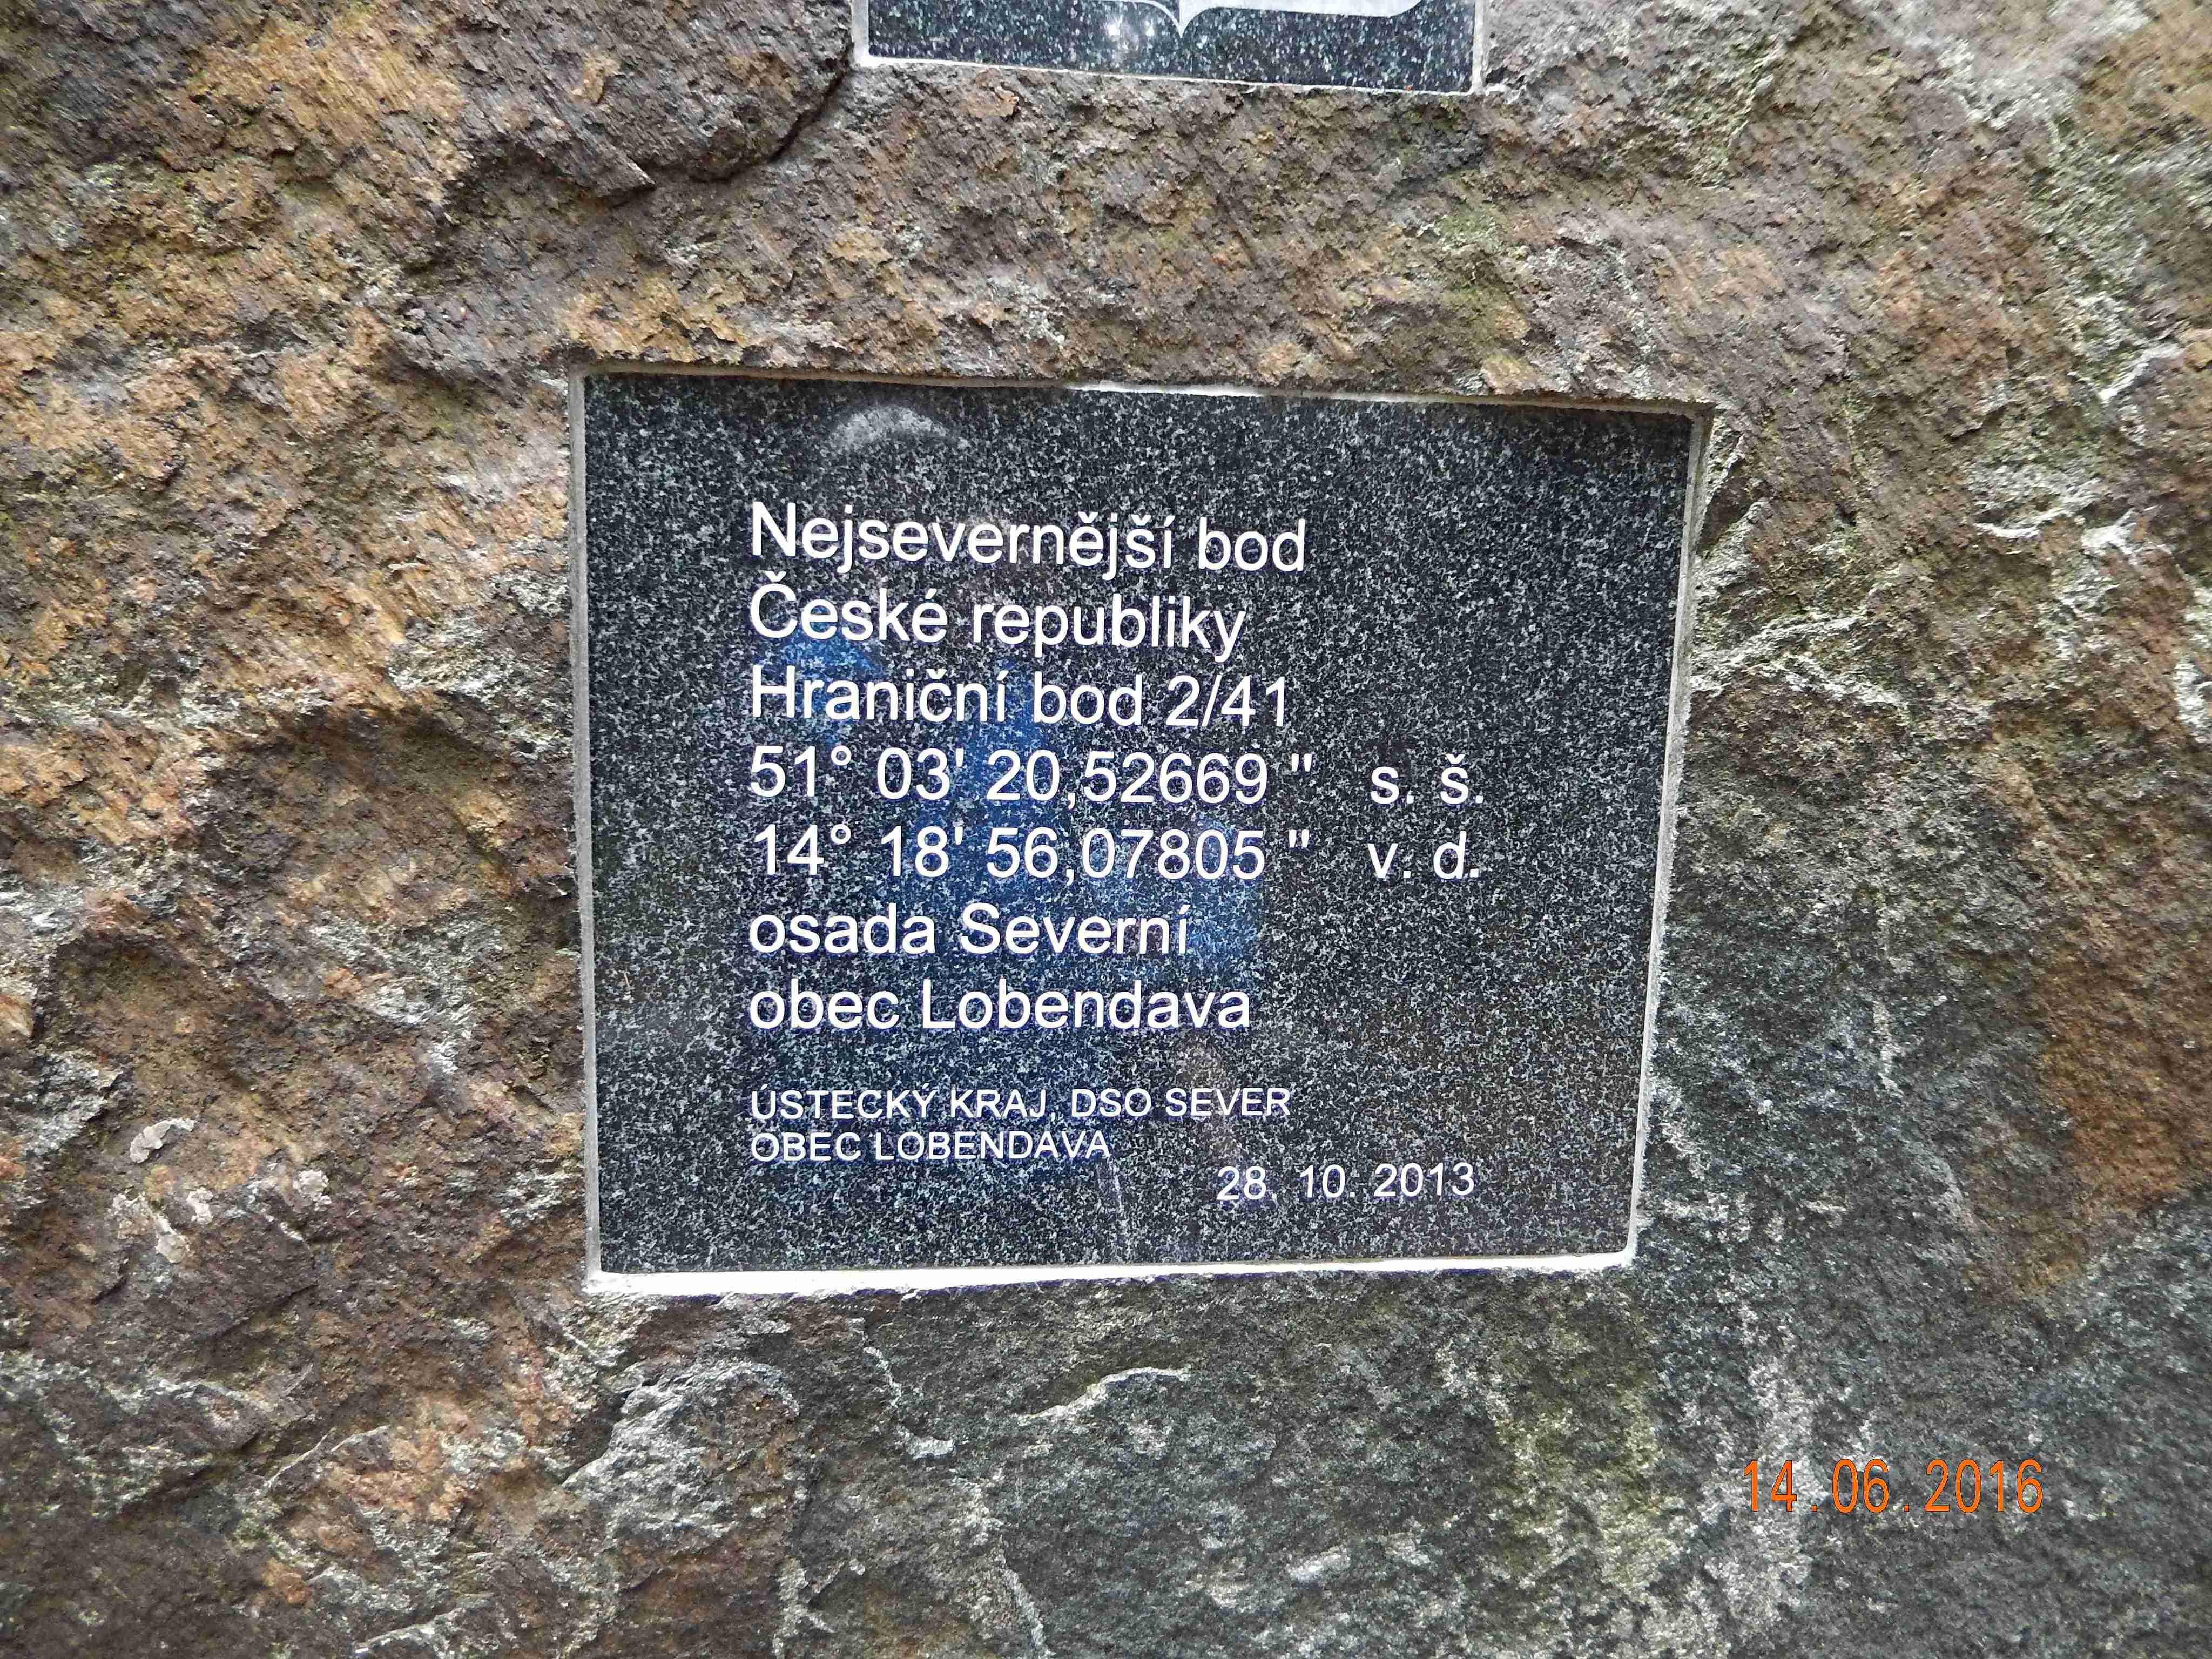 Nejsevernější bod
České republiky
Hraniční bod 2/41
51° 03' 20,52669 " s. š.
14° 18' 56,07805 " v. d.
osada Severní
obec Lobendava
ÚSTECKÝ KRAJ, DSO SEVER
OBEC LOBENDAVA
28. 10. 2013
14.06.2016